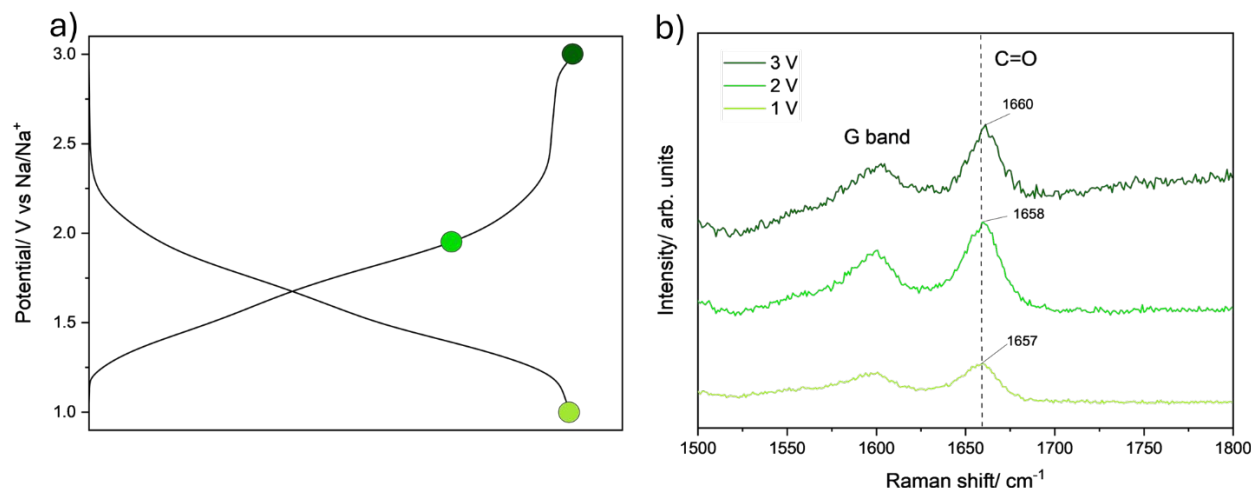 a)
3.0
2.5
2.0
1.5
1.0
Potential/ V vs Na/Na⁺
b)
3 V
2 V
1 V
C=O
G band
1660
1658
1657
Intensity/ arb. units
1500
1550
1600
1650
1700
1750
1800
Raman shift/ cm⁻¹